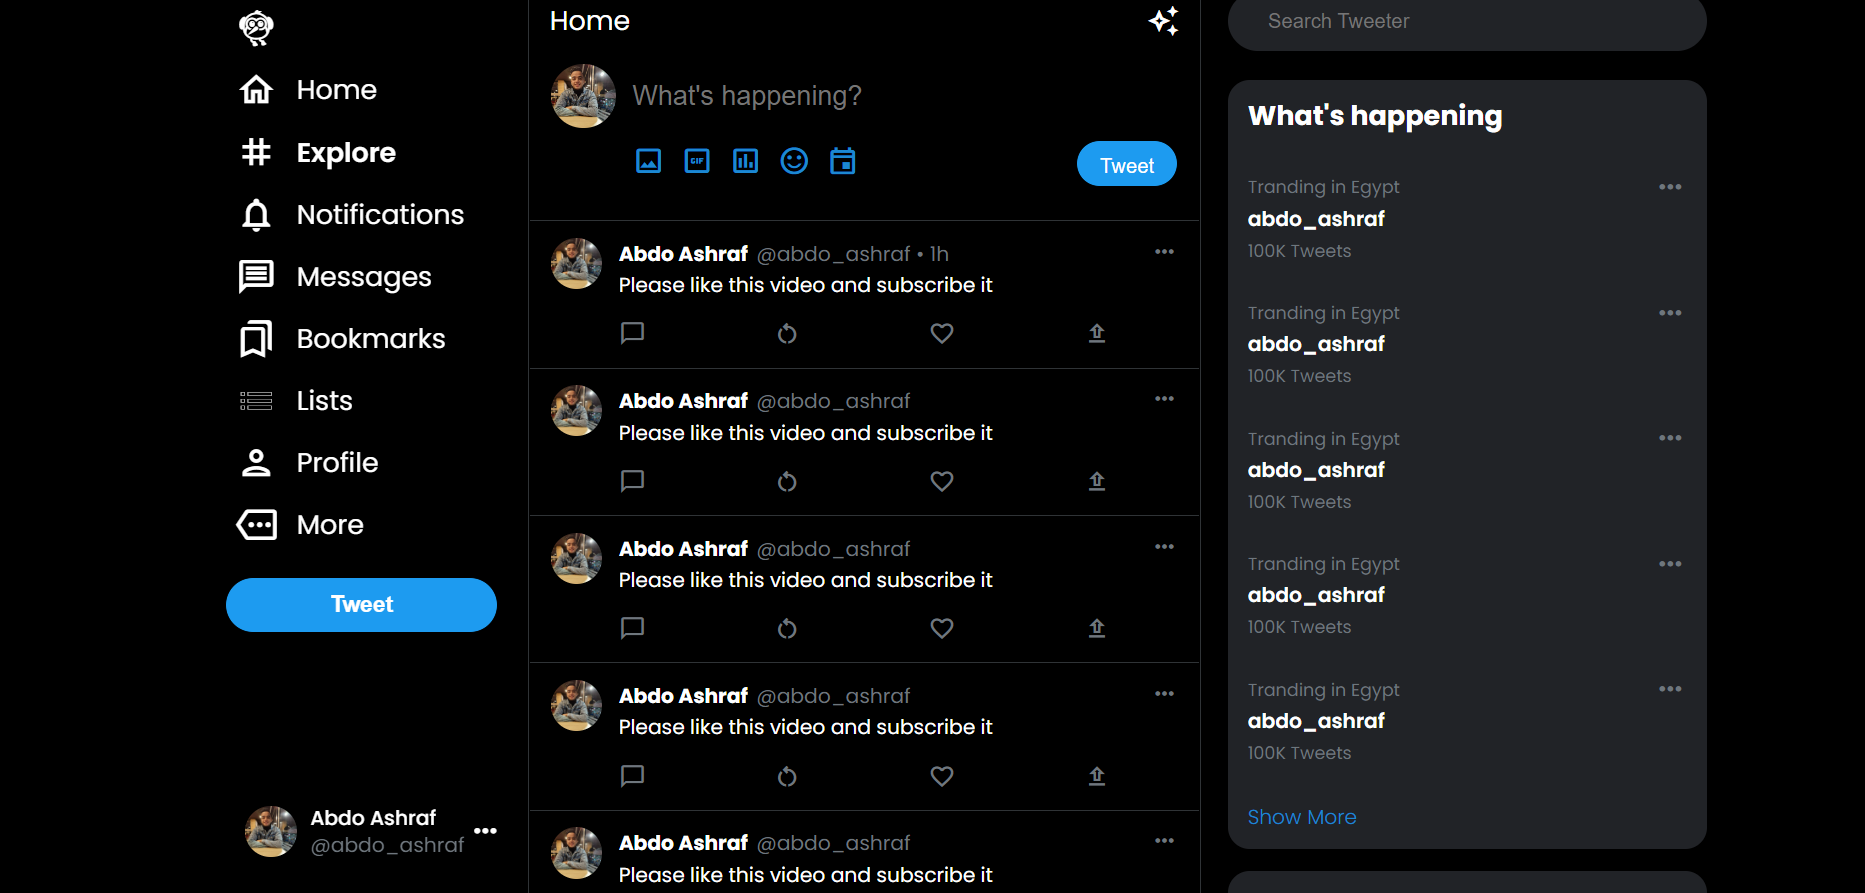 Home
Explore
Notifications
Messages
Bookmarks
Lists
Profile
More
Tweet
Abdo Ashraf
@abdo_ashraf
Home
What's happening?
GIF
Tweet
Abdo Ashraf @abdo_ashraf • 1h
Please like this video and subscribe it
Abdo Ashraf @abdo_ashraf
Please like this video and subscribe it
Abdo Ashraf @abdo_ashraf
Please like this video and subscribe it
Abdo Ashraf @abdo_ashraf
Please like this video and subscribe it
Abdo Ashraf @abdo_ashraf
Please like this video and subscribe it
Search Tweeter
What's happening
Tranding in Egypt
abdo_ashraf
100K Tweets
Tranding in Egypt
abdo_ashraf
100K Tweets
Tranding in Egypt
abdo_ashraf
100K Tweets
Tranding in Egypt
abdo_ashraf
100K Tweets
Tranding in Egypt
abdo_ashraf
100K Tweets
Show More